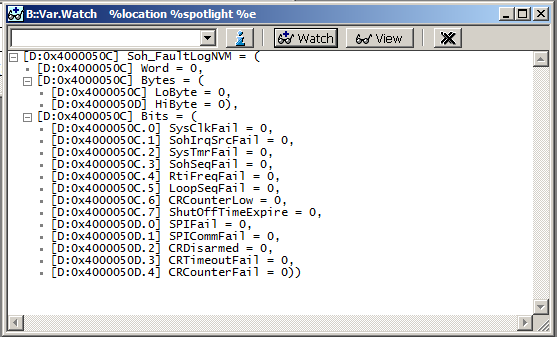 B::Var.Watch %location %spotlight %e
Watch
View
[D:0x4000050C] Soh_FaultLogNVM = (
[D:0x4000050C] Word = 0,
[D:0x4000050C] Bytes = (
[D:0x4000050C] LoByte = 0,
[D:0x4000050D] HiByte = 0),
[D:0x4000050C] Bits = (
[D:0x4000050C.0] SysClkFail = 0,
[D:0x4000050C.1] SohIrqSrcFail = 0,
[D:0x4000050C.2] SysTmrFail = 0,
[D:0x4000050C.3] SohSeqFail = 0,
[D:0x4000050C.4] RtiFreqFail = 0,
[D:0x4000050C.5] LoopSeqFail = 0,
[D:0x4000050C.6] CRCounterLow = 0,
[D:0x4000050C.7] ShutOffTimeExpire = 0,
[D:0x4000050D.0] SPIFail = 0,
[D:0x4000050D.1] SPICommFail = 0,
[D:0x4000050D.2] CRDisarmed = 0,
[D:0x4000050D.3] CRTimeoutFail = 0,
[D:0x4000050D.4] CRCounterFail = 0))